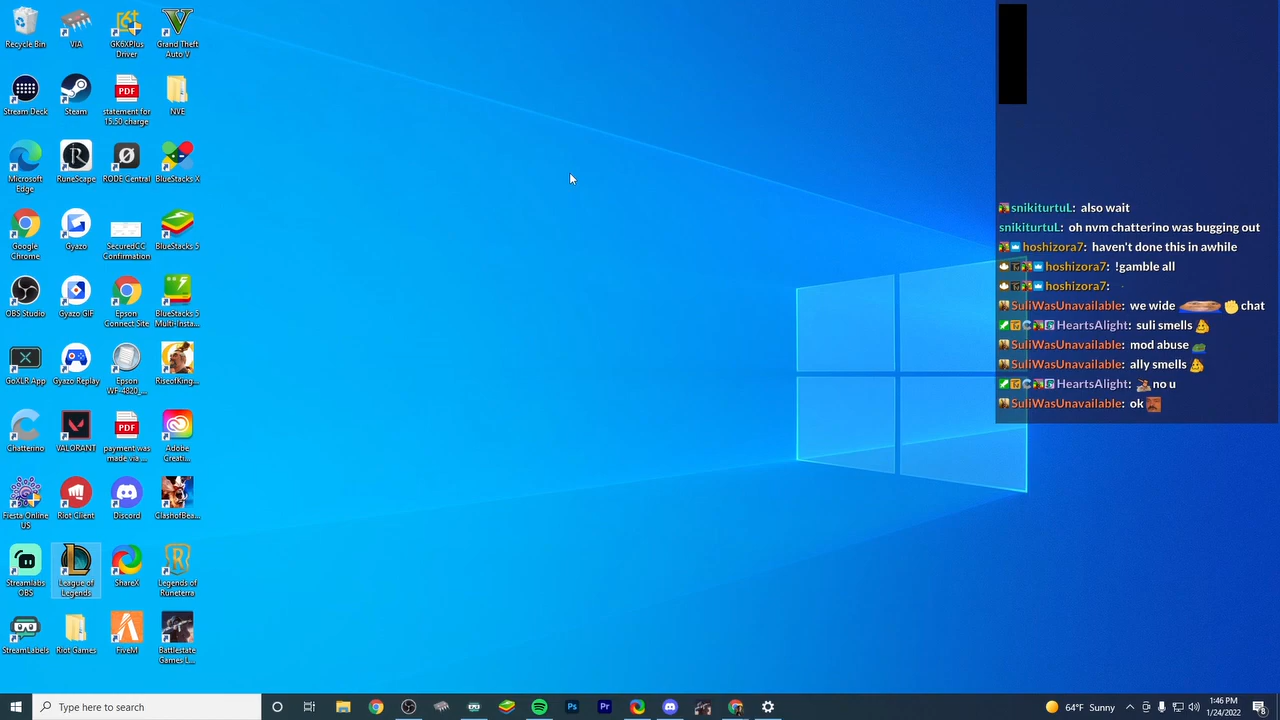 Recycle Bin
VIA
GK6XPlus
Driver
Grand Theft
Auto V
Stream Deck
Steam
PDF
statement for
15.50 charge
NVE
Microsoft
Edge
RuneScape
RODE Central
BlueStacks X
Google
Chrome
Gyazo
SecuredCC
Confirmation
BlueStacks 5
OBS Studio
Gyazo GIF
Epson
Connect Site
BlueStacks 5
Multi-Insta...
GoXLR App
Gyazo Replay
Epson
WF-4820_...
RiseofKing...
Chatterino
VALORANT
PDF
payment was
made via ...
Adobe
Creati...
Fiesta Online
US
Riot Client
Discord
ClashofBea...
Streamlabs
OBS
League of
Legends
ShareX
Legends of
Runeterra
StreamLabels
Riot Games
FiveM
Battlestate
Games L...
snikiturtuL: also wait
snikiturtuL: oh nvm chatterino was bugging out
hoshizora7: haven't done this in awhile
hoshizora7: !gamble all
hoshizora7:
SuliWasUnavailable: we wide chat
HeartsAlight: suli smells
SuliWasUnavailable: mod abuse
SuliWasUnavailable: ally smells
HeartsAlight: no u
SuliWasUnavailable: ok
Type here to search
Ps
Pr
64°F Sunny
1:46 PM
1/24/2022
8